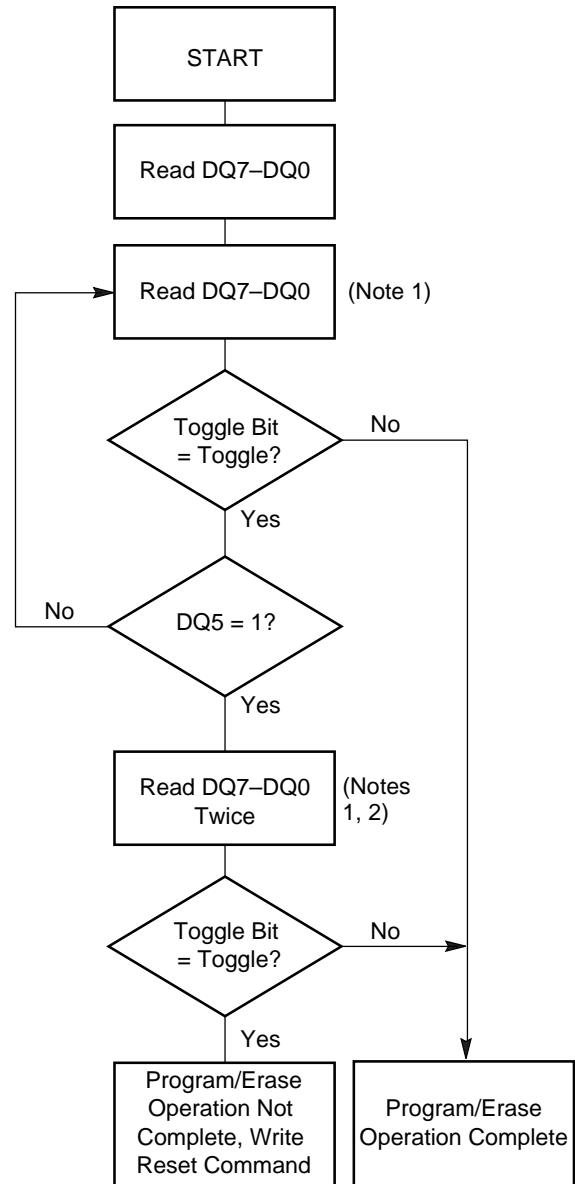 START
Read DQ7–DQ0
Read DQ7–DQ0
(Note 1)
Toggle Bit
= Toggle?
No
Yes
No
DQ5 = 1?
Yes
Read DQ7–DQ0
Twice
(Notes
1, 2)
Toggle Bit
= Toggle?
No
Yes
Program/Erase
Operation Not
Complete, Write
Reset Command
Program/Erase
Operation Complete